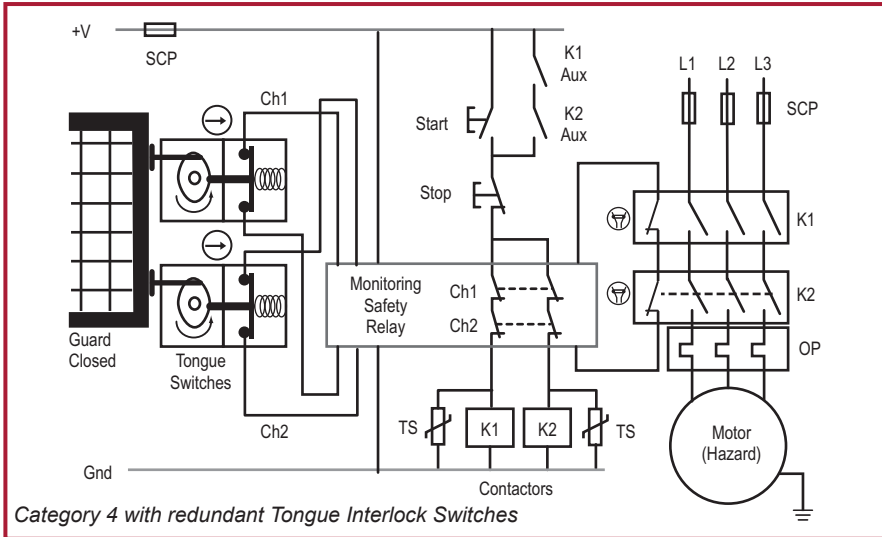 +V
SCP
K1
Aux
L1 L2 L3
Ch1
SCP
Start
K2
Aux
Stop
K1
Monitoring
Safety
Relay
Ch1
Ch2
K2
Guard
Closed
Tongue
Switches
OP
TS
K1
K2
TS
Motor
(Hazard)
Ch2
Gnd
Contactors
Category 4 with redundant Tongue Interlock Switches